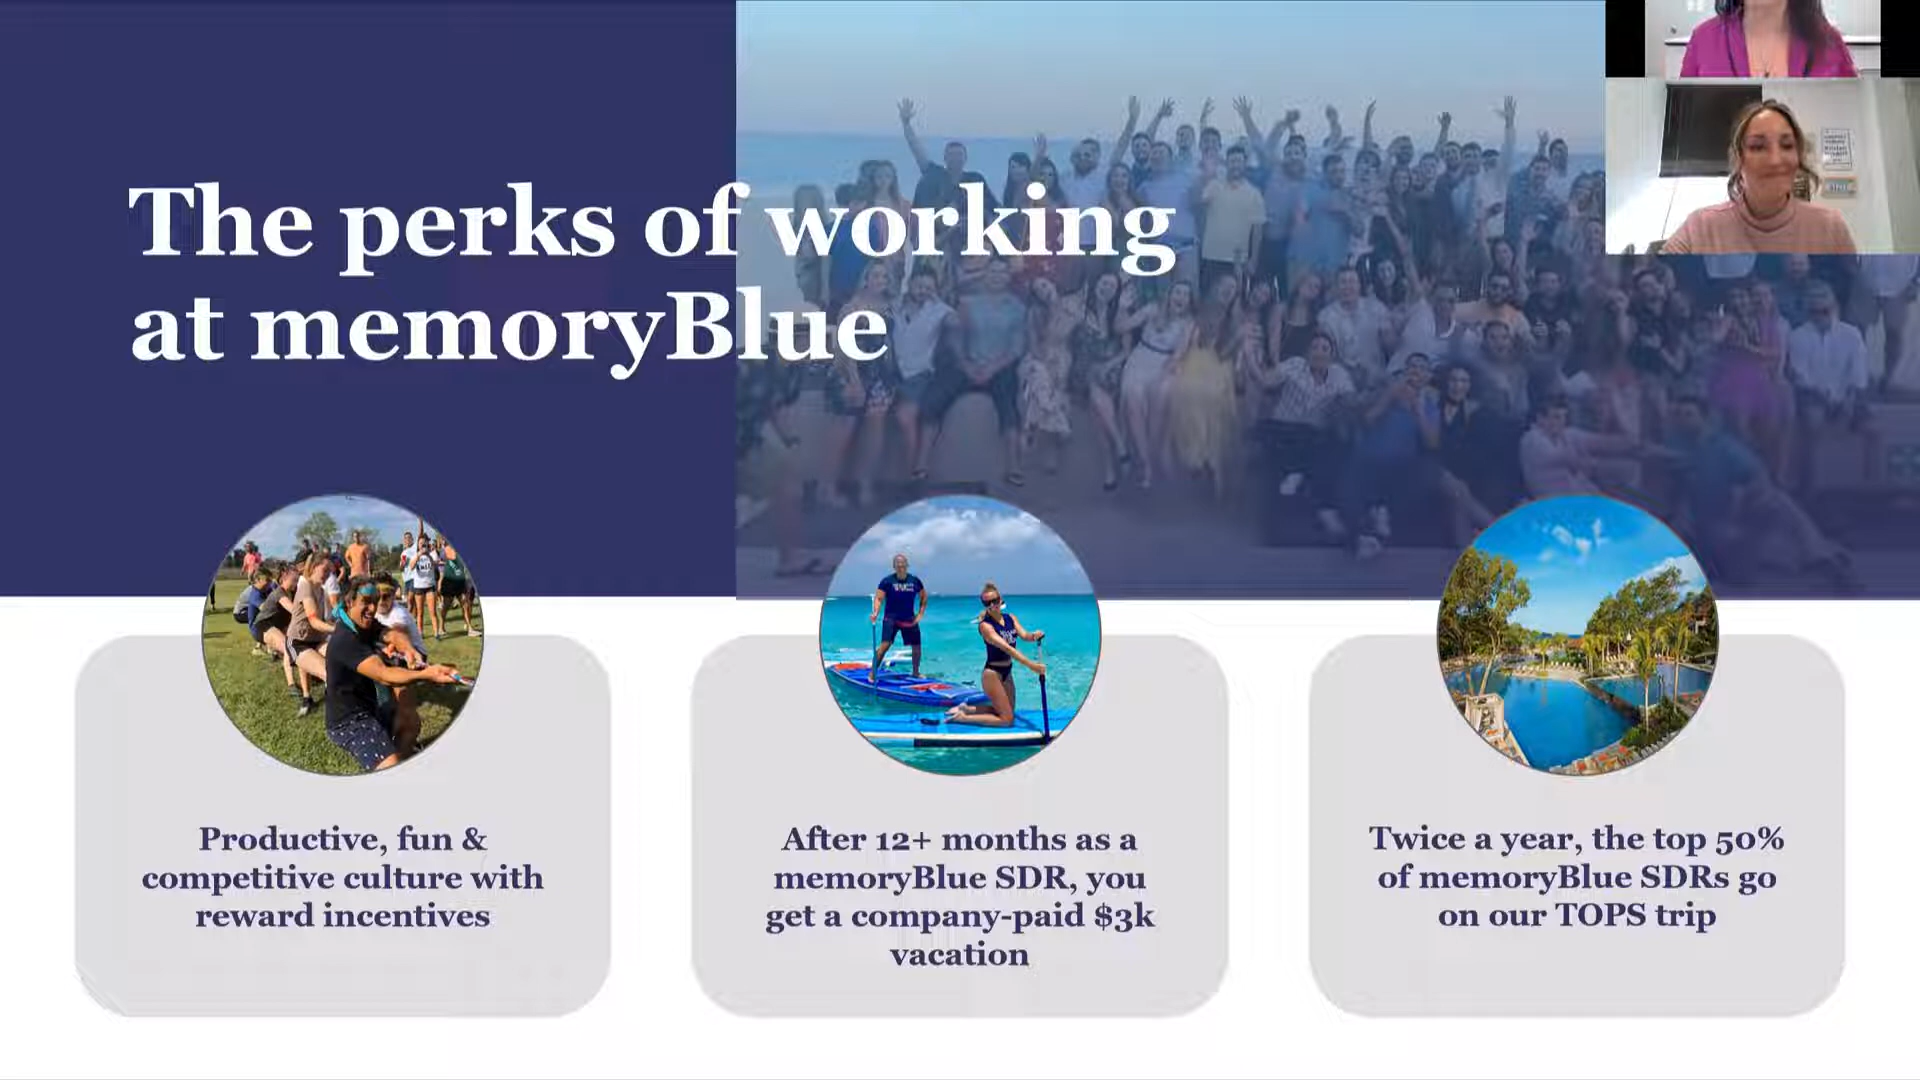 The perks of working
at memoryBlue
Productive, fun &
competitive culture with
reward incentives
After 12+ months as a
memoryBlue SDR, you
get a company-paid $3k
vacation
Twice a year, the top 50%
of memoryBlue SDRs go
on our TOPS trip